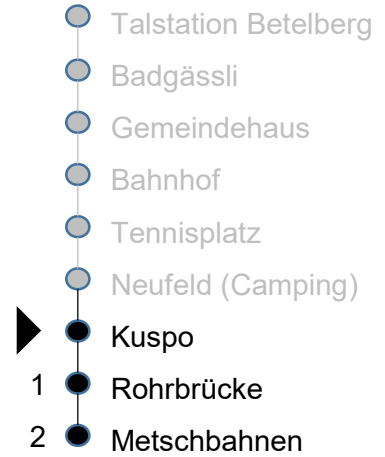 Talstation Betelberg
Badgässli
Gemeindehaus
Bahnhof
Tennisplatz
Neufeld (Camping)
Kuspo
1 Rohrbrücke
2 Metschbahnen